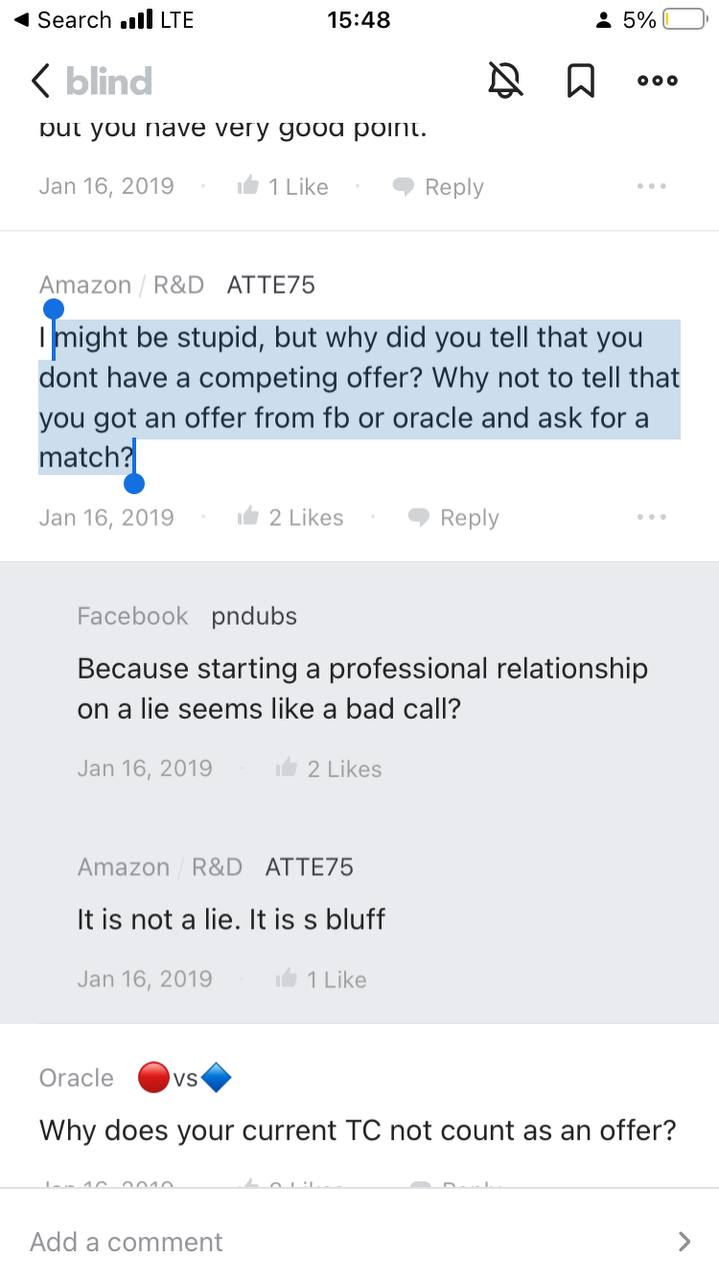 Search LTE 15:48 5%
blind
but you have very good point.
Jan 16, 2019 · 1 Like · Reply
Amazon / R&D ATTE75
I might be stupid, but why did you tell that you
dont have a competing offer? Why not to tell that
you got an offer from fb or oracle and ask for a
match?
Jan 16, 2019 · 2 Likes · Reply
Facebook pndubs
Because starting a professional relationship
on a lie seems like a bad call?
Jan 16, 2019 · 2 Likes
Amazon / R&D ATTE75
It is not a lie. It is s bluff
Jan 16, 2019 · 1 Like
Oracle 🔴vs🔷
Why does your current TC not count as an offer?
Jan 16, 2019 Likes Reply
Add a comment